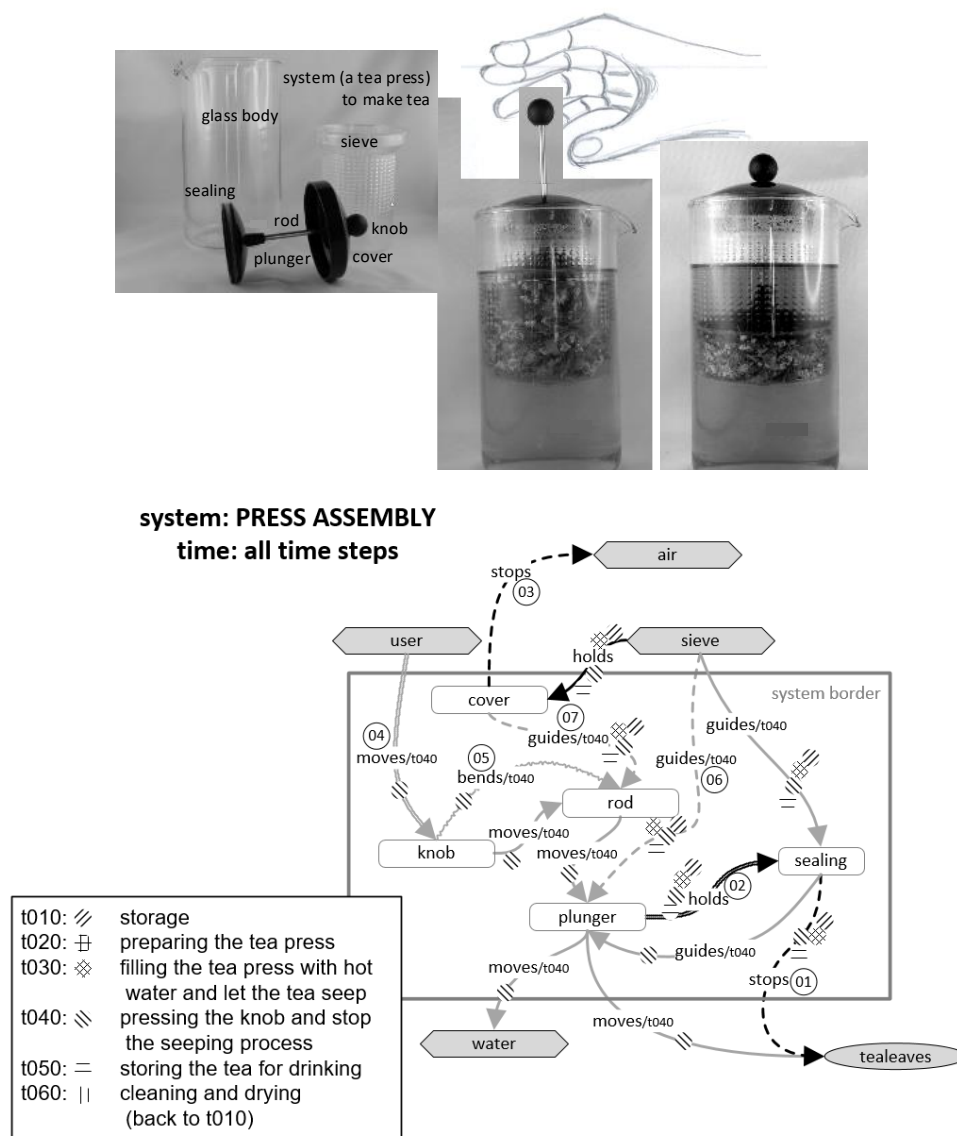 system (a tea press)
to make tea
glass body
sieve
sealing
rod
knob
plunger
cover
system: PRESS ASSEMBLY
time: all time steps
air
stops
03
user
sieve
holds
system border
cover
07
guides/t040
guides/t040
04
moves/t040
05
bends/t040
guides/t040
06
rod
moves/t040
knob
moves/t040
sealing
02
holds
plunger
guides/t040
moves/t040
stops 01
moves/t040
water
tealeaves
t010: storage
t020: preparing the tea press
t030: filling the tea press with hot
water and let the tea seep
t040: pressing the knob and stop
the seeping process
t050: storing the tea for drinking
t060: cleaning and drying
(back to t010)